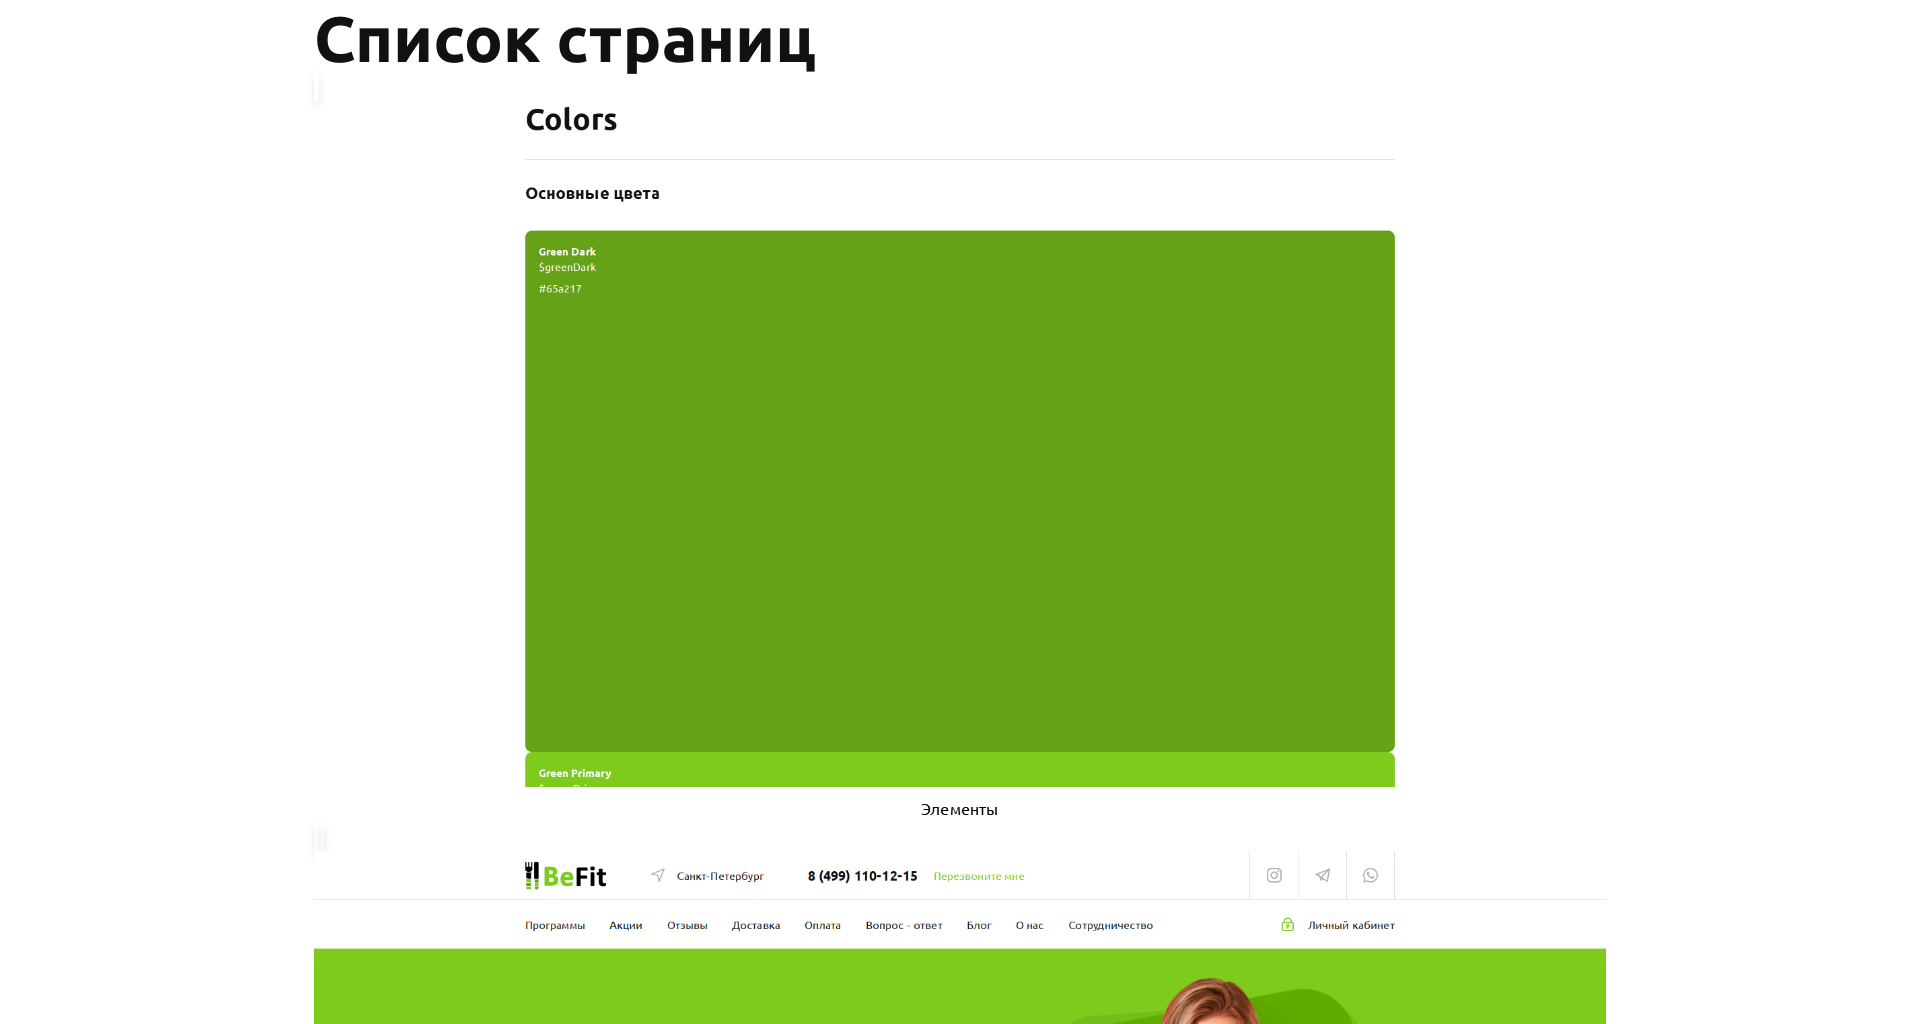 Список страниц
Colors
Основные цвета
Green Dark
$greenDark
#65a217
Green Primary
Элементы
BeFit
Санкт-Петербург
8 (499) 110-12-15
Перезвоните мне
Программы
Акции
Отзывы
Доставка
Оплата
Вопрос - ответ
Блог
О нас
Сотрудничество
Личный кабинет